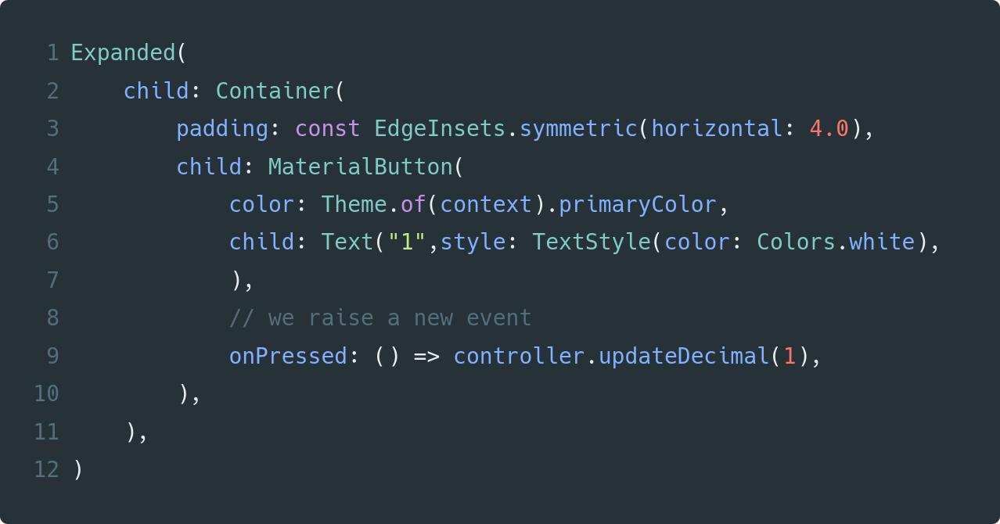 1 Expanded(
2     child: Container(
3         padding: const EdgeInsets.symmetric(horizontal: 4.0),
4         child: MaterialButton(
5             color: Theme.of(context).primaryColor,
6             child: Text("1",style: TextStyle(color: Colors.white),
7             ),
8             // we raise a new event
9             onPressed: () => controller.updateDecimal(1),
10         ),
11     ),
12 )